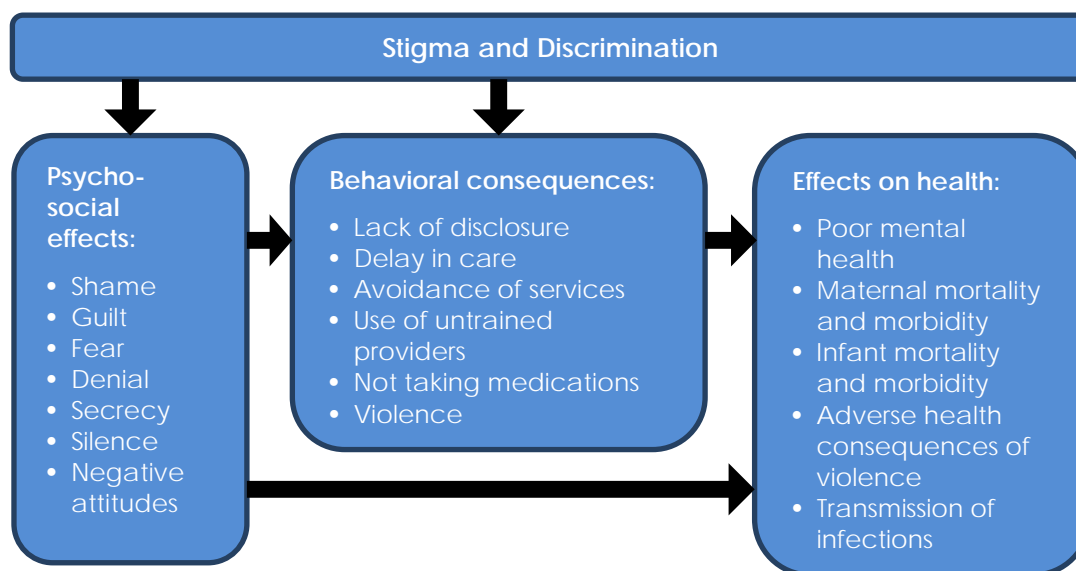 Stigma and Discrimination
Psycho-
social
effects:
• Shame
• Guilt
• Fear
• Denial
• Secrecy
• Silence
• Negative
attitudes
Behavioral consequences:
• Lack of disclosure
• Delay in care
• Avoidance of services
• Use of untrained
providers
• Not taking medications
• Violence
Effects on health:
• Poor mental
health
• Maternal mortality
and morbidity
• Infant mortality
and morbidity
• Adverse health
consequences of
violence
• Transmission of
infections